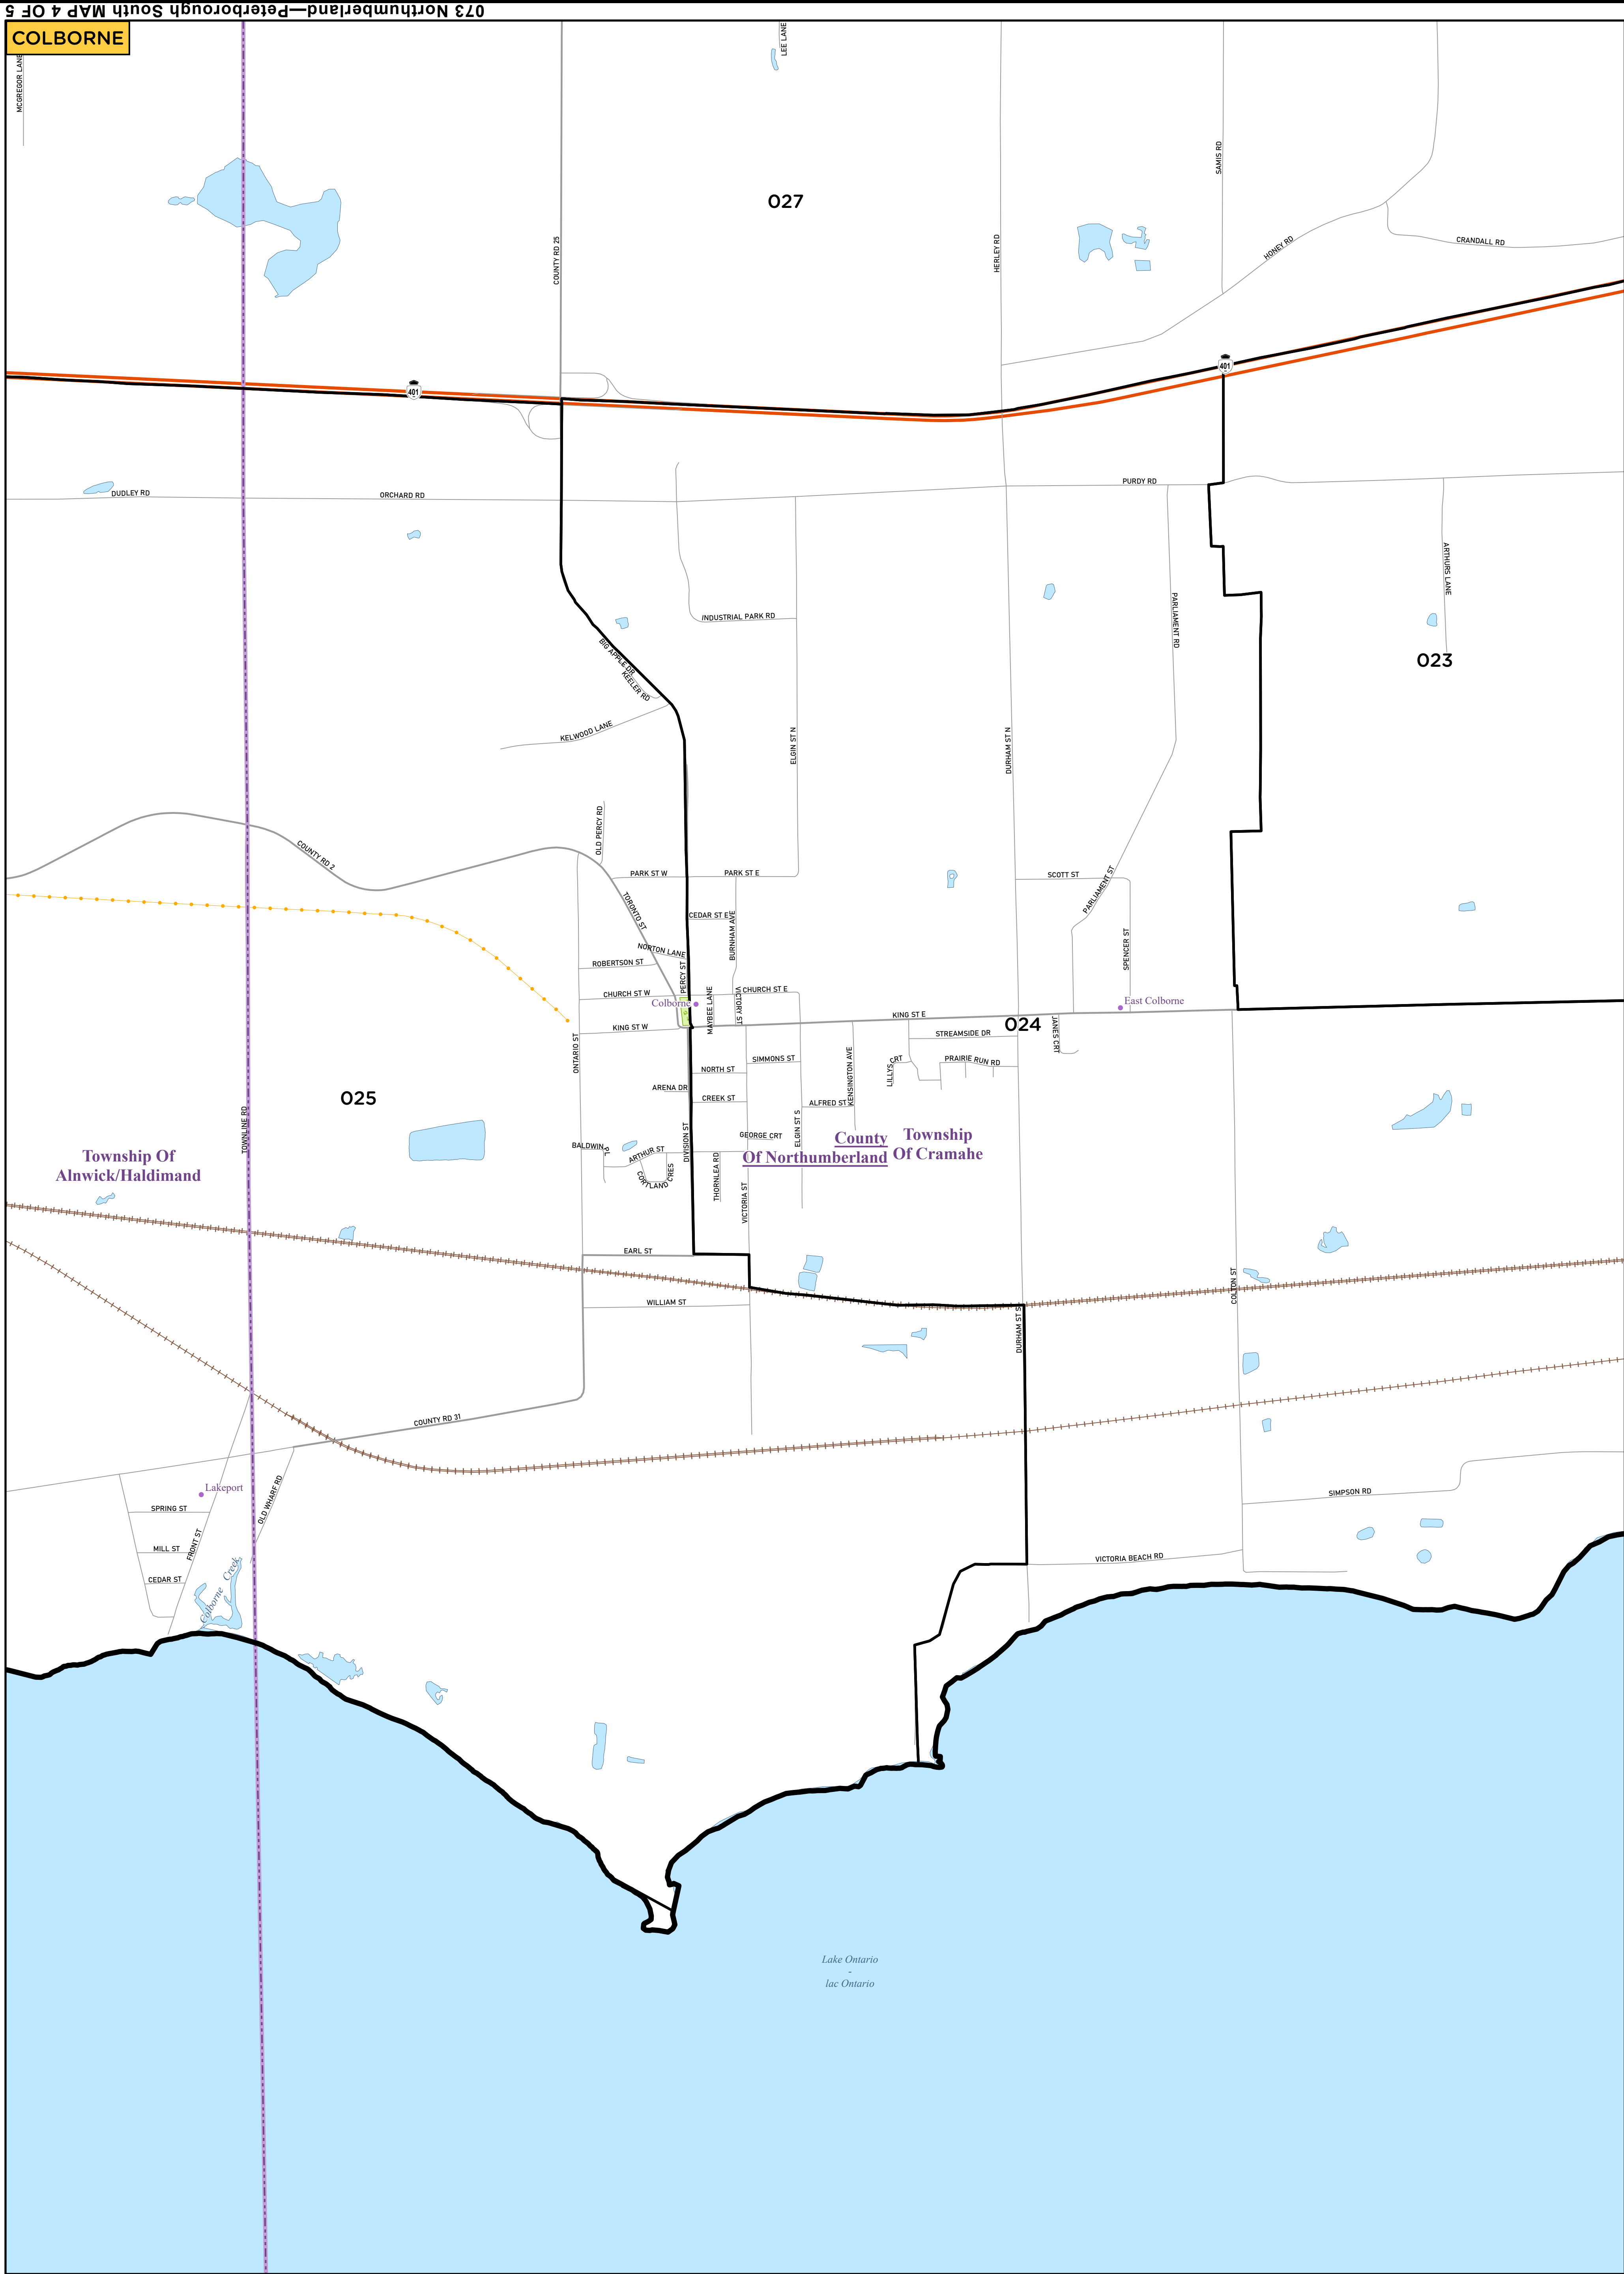 073 Northumberland—Peterborough South MAP 4 OF 5
COLBORNE
MCGREGOR LANE
LEE LANE
SAMIS RD
027
COUNTY RD 25
HERLEY RD
HONEY RD
CRANDALL RD
401
401
DUDLEY RD
ORCHARD RD
PURDY RD
ARTHURS LANE
INDUSTRIAL PARK RD
PARLIAMENT RD
BIG APPLE DR
KEELER RD
023
KELWOOD LANE
ELGIN ST N
DURHAM ST N
OLD PERCY RD
COUNTY RD 2
PARK ST W
PARK ST E
SCOTT ST
TORONTO ST
PARLIAMENT ST
CEDAR ST E
BURNHAM AVE
NORTON LANE
SPENCER ST
ROBERTSON ST
PERCY ST
CHURCH ST W
CHURCH ST E
Colborne
MAYBEE LANE
VICTORY ST
East Colborne
KING ST E
KING ST W
024
JANES CRT
STREAMSIDE DR
ONTARIO ST
SIMMONS ST
LILLYS CRT
PRAIRIE RUN RD
KENSINGTON AVE
NORTH ST
ARENA DR
CREEK ST
ALFRED ST
025
TOWNLINE RD
DIVISION ST
GEORGE CRT
ELGIN ST S
County
Of Northumberland
Township
Of Cramahe
Township Of
Alnwick/Haldimand
BALDWIN PL
ARTHUR ST
CORTLAND CRES
THORNLEA RD
VICTORIA ST
EARL ST
COLTON ST
WILLIAM ST
DURHAM ST S
COUNTY RD 31
Lakeport
OLD WHARF RD
SIMPSON RD
SPRING ST
FRONT ST
MILL ST
VICTORIA BEACH RD
CEDAR ST
Colborne Creek
Lake Ontario
-
lac Ontario